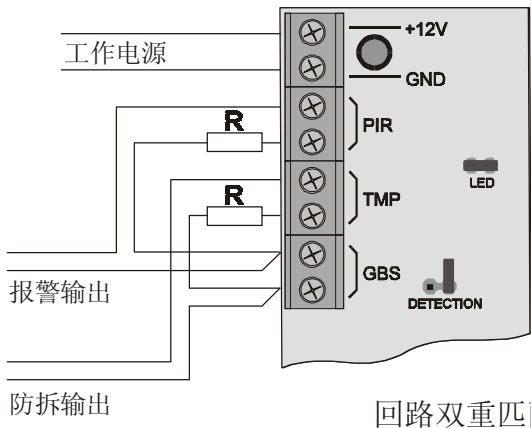 工作电源
+12V
GND
R
PIR
R
TMP
LED
GBS
DETECTION
报警输出
防拆输出
回路双重匹